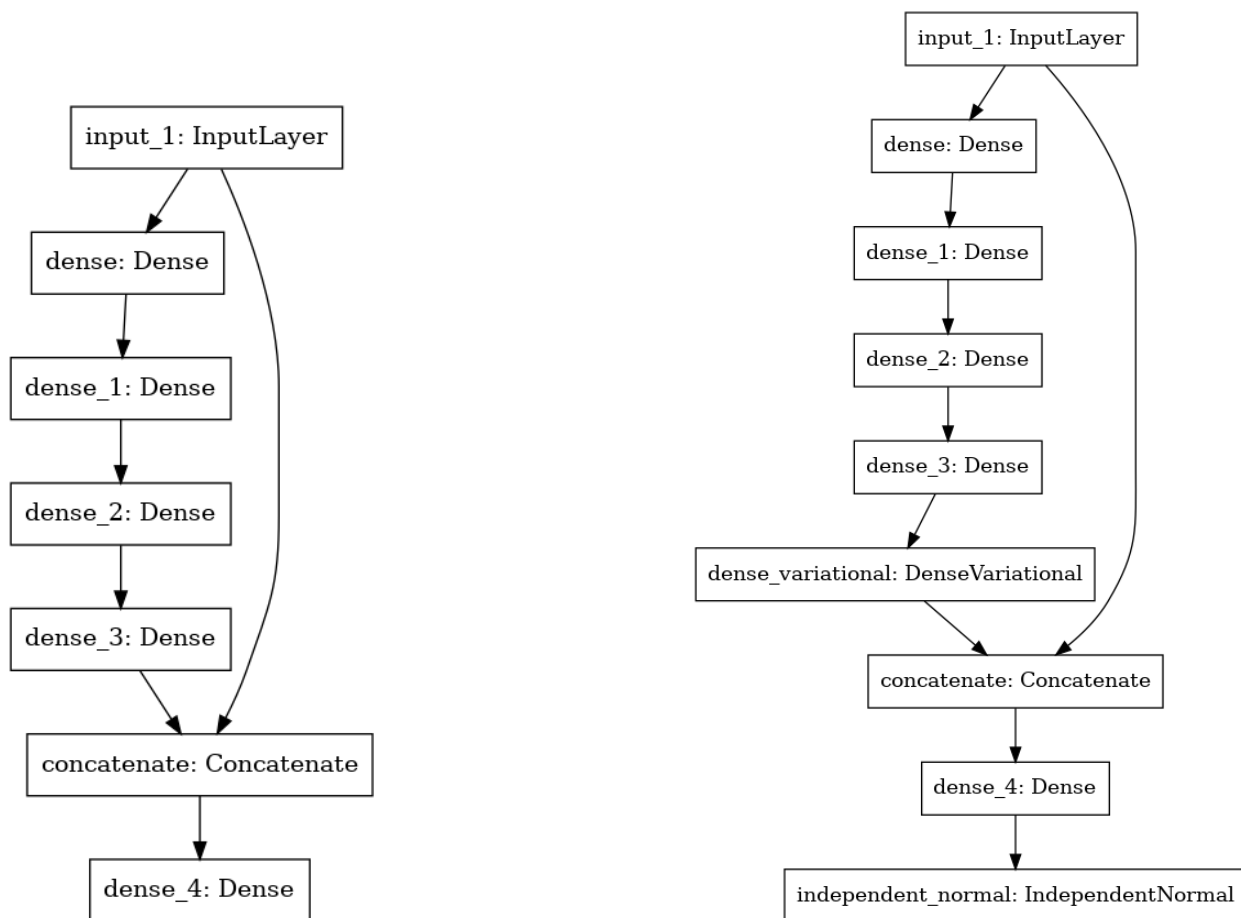 input_1: InputLayer
dense: Dense
dense_1: Dense
dense_2: Dense
dense_3: Dense
concatenate: Concatenate
dense_4: Dense
input_1: InputLayer
dense: Dense
dense_1: Dense
dense_2: Dense
dense_3: Dense
dense_variational: DenseVariational
concatenate: Concatenate
dense_4: Dense
independent_normal: IndependentNormal